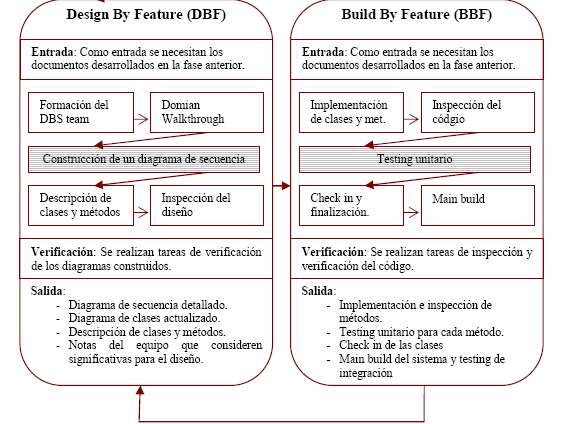 Design By Feature (DBF)
Entrada: Como entrada se necesitan los
documentos desarrollados en la fase anterior.
Formación del
DBS team
Domian
Walkthrough
Construcción de un diagrama de secuencia
Descripción de
clases y métodos
Inspección del
diseño
Verificación: Se realizan tareas de verificación
de los diagramas construidos.
Salida:
- Diagrama de secuencia detallado.
- Diagrama de clases actualizado.
- Descripción de clases y métodos.
- Notas del equipo que consideren
significativas para el diseño.
Build By Feature (BBF)
Entrada: Como entrada se necesitan los
documentos desarrollados en la fase anterior.
Implementación
de clases y met.
Inspección del
códgio
Testing unitario
Check in y
finalización.
Main build
Verificación: Se realizan tareas de inspección y
verificación del código.
Salida:
- Implementación e inspección de
métodos.
- Testing unitario para cada método.
- Check in de las clases
- Main build del sistema y testing de
integración